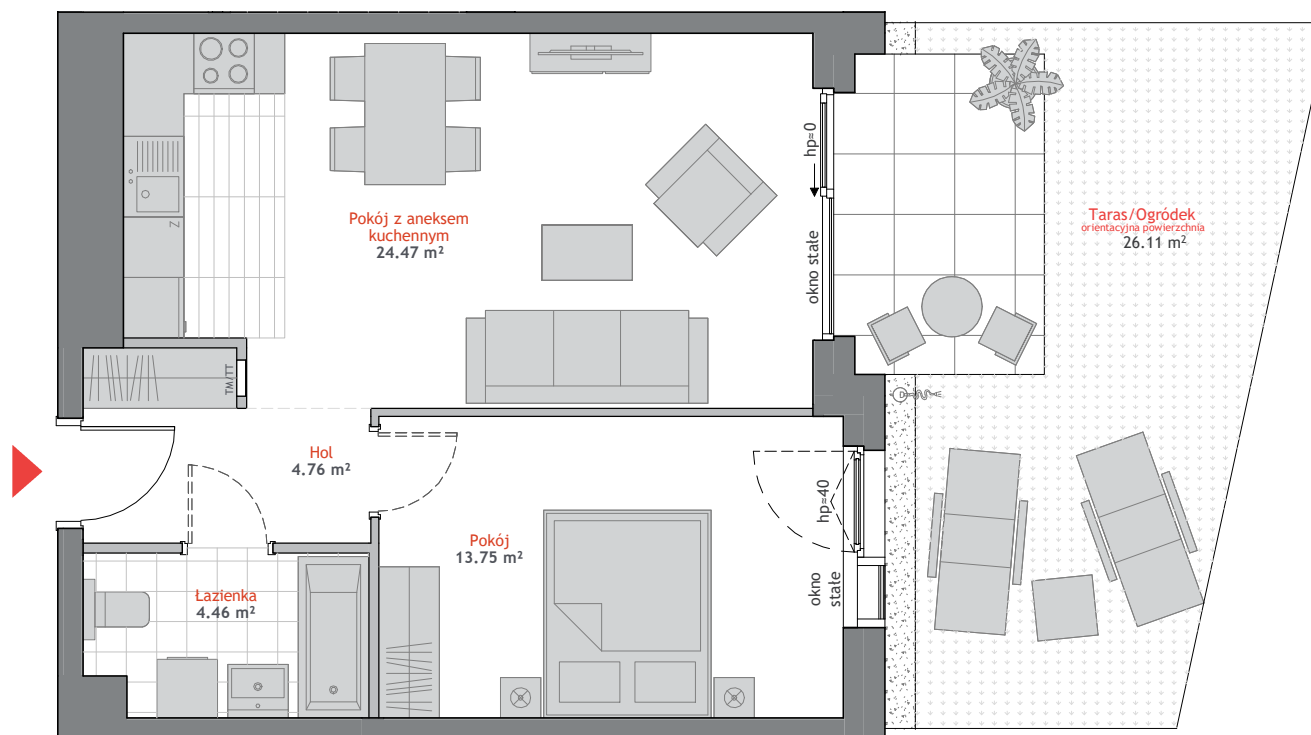 Pokój z aneksem
kuchennym
24.47 m²
hp≈0
okno stałe
Taras/Ogródek
orientacyjna powierzchnia
26.11 m²
Z
TM/TT
Hol
4.76 m²
Pokój
13.75 m²
hp≈40
okno
stałe
Łazienka
4.46 m²
D